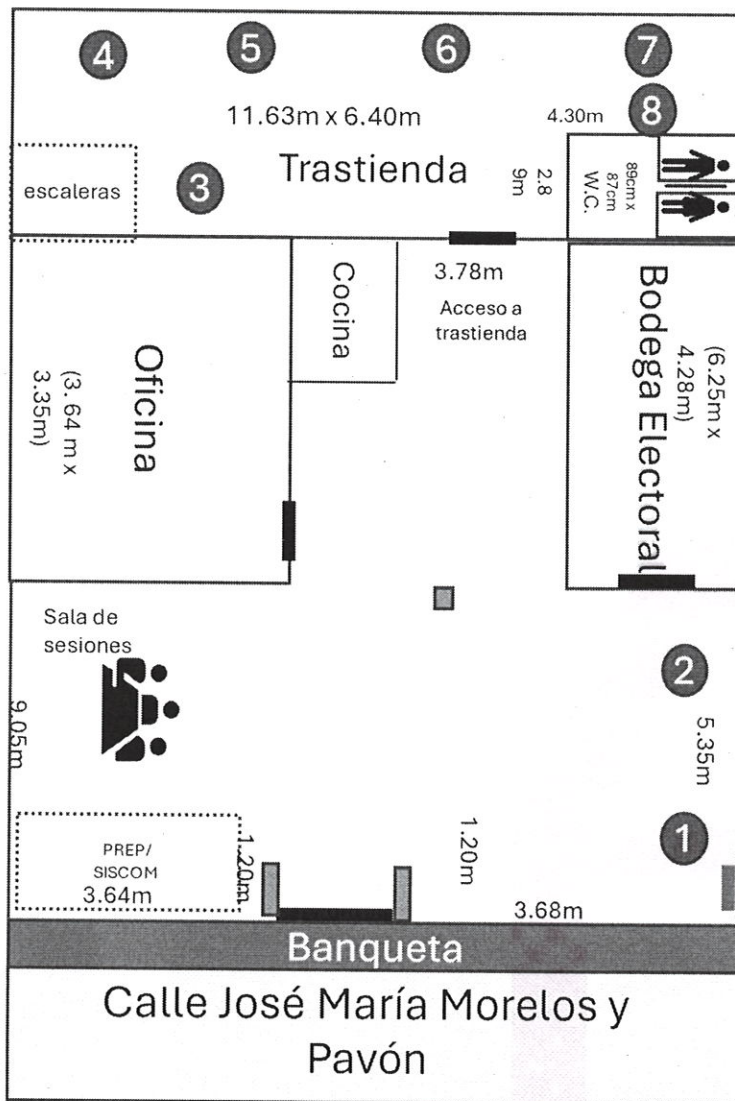 4
5
6
7
8
11.63m x 6.40m
4.30m
Trastienda
escaleras
3
2.8
9m
89cm x
87cm
W.C.
Cocina
3.78m
Acceso a
trastienda
Oficina
(3. 64 m x
3.35m)
Bodega Electoral
(6.25m x
4.28m)
Sala de
sesiones
2
9.05m
5.35m
1
PREP/
SISCOM
3.64m
1.20m
1.20m
3.68m
Banqueta
Calle José María Morelos y
Pavón